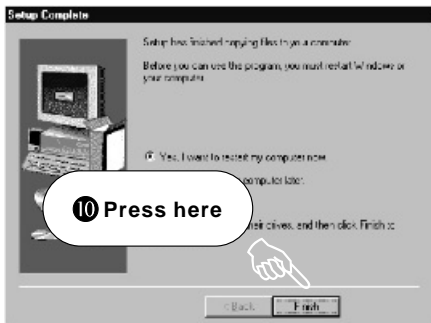 Setup Complete
Setup has finished copying files to your computer.
Before you can use the program, you must restart Windows or
your computer.
Yes, I want to restart my computer now.
computer later.
❿ Press here
drives, and then click Finish to
< Back
Finish